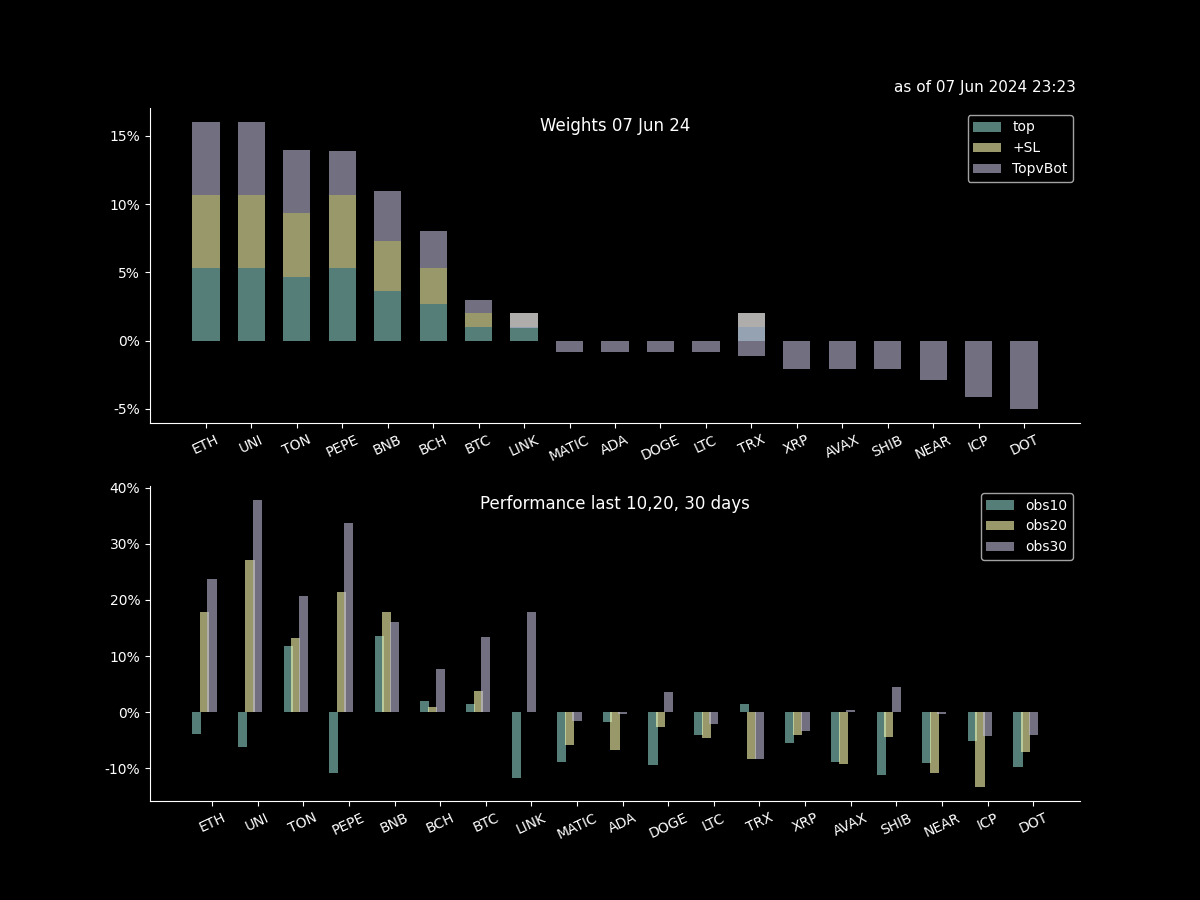 as of 07 Jun 2024 23:23
Weights 07 Jun 24
top
+SL
TopvBot
15%
10%
5%
0%
-5%
ETH UNI TON PEPE BNB BCH BTC LINK MATIC ADA DOGE LTC TRX XRP AVAX SHIB NEAR ICP DOT
Performance last 10,20, 30 days
obs10
obs20
obs30
40%
30%
20%
10%
0%
-10%
ETH UNI TON PEPE BNB BCH BTC LINK MATIC ADA DOGE LTC TRX XRP AVAX SHIB NEAR ICP DOT